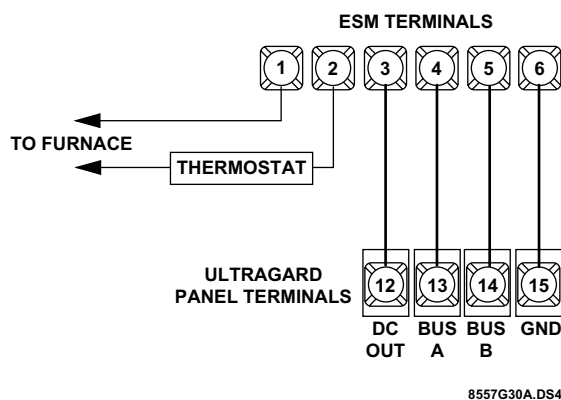 ESM TERMINALS
1 2 3 4 5 6
TO FURNACE
THERMOSTAT
ULTRAGARD
PANEL TERMINALS
12 13 14 15
DC BUS BUS GND
OUT A B
8557G30A.DS4